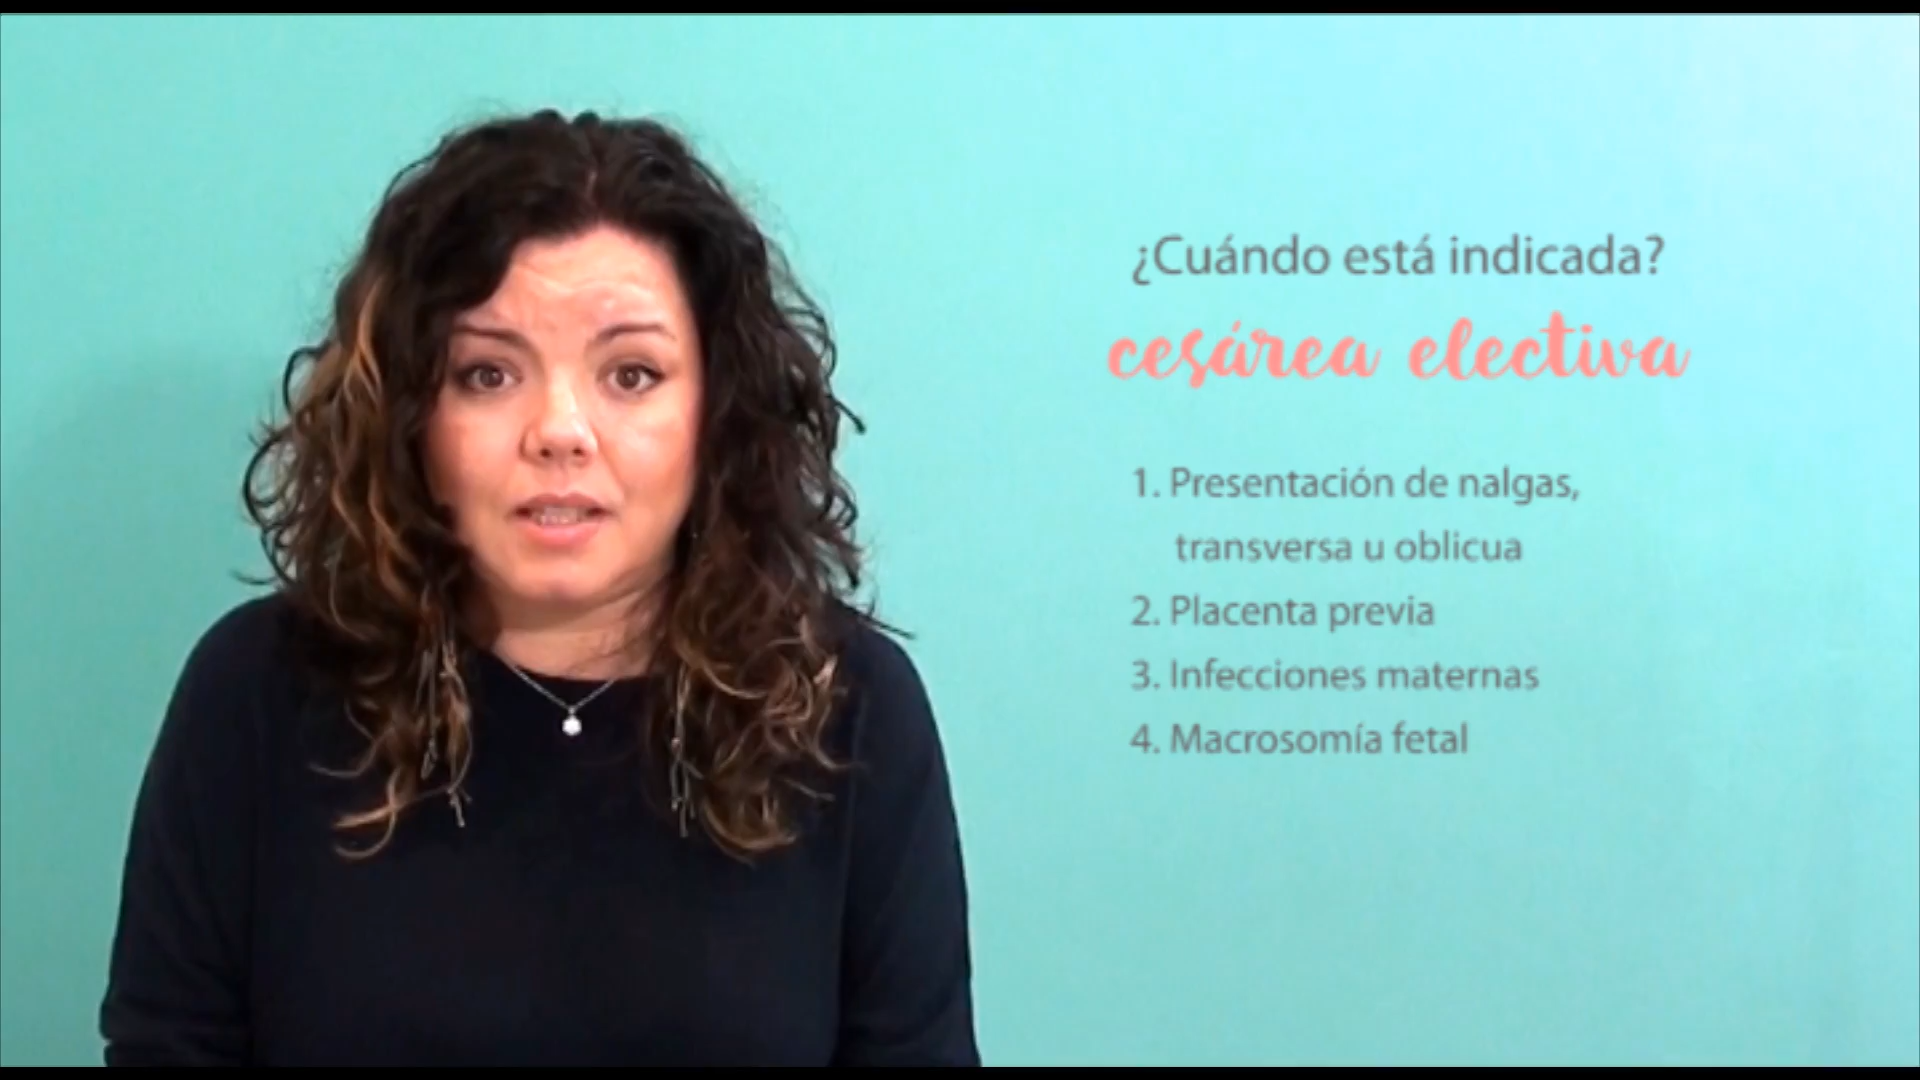 ¿Cuándo está indicada?
cesárea electiva
1. Presentación de nalgas,
transversa u oblicua
2. Placenta previa
3. Infecciones maternas
4. Macrosomía fetal